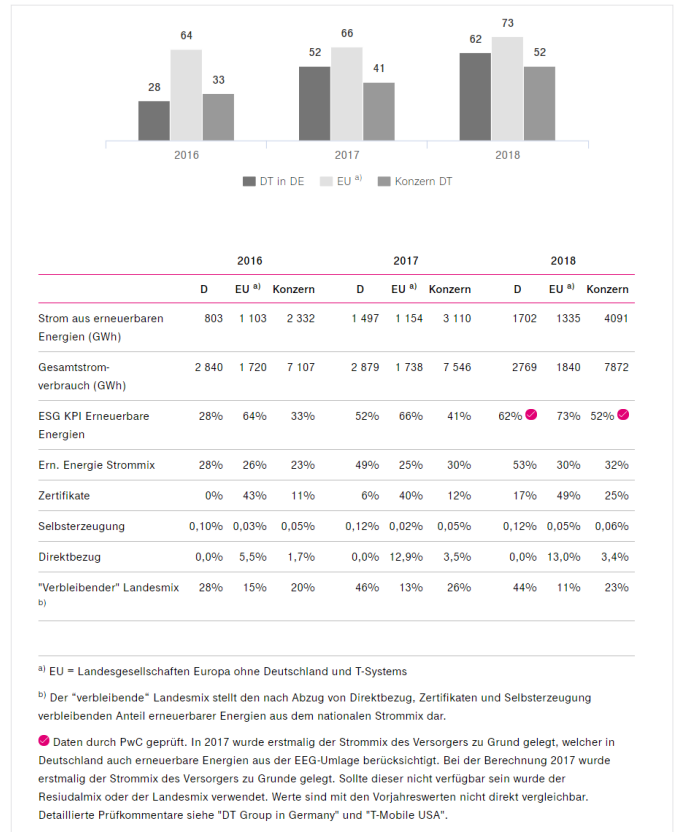 64
28
33
66
52
41
73
62
52
2016
2017
2018
DT in DE
EU a)
Konzern DT
2016 2017 2018
D EU a) Konzern D EU a) Konzern D EU a) Konzern
Strom aus erneuerbaren 803 1 103 2 332 1 497 1 154 3 110 1702 1335 4091
Energien (GWh)
Gesamtstrom- 2 840 1 720 7 107 2 879 1 738 7 546 2769 1840 7872
verbrauch (GWh)
ESG KPI Erneuerbare 28% 64% 33% 52% 66% 41% 62% 73% 52%
Energien
Ern. Energie Strommix 28% 26% 23% 49% 25% 30% 53% 30% 32%
Zertifikate 0% 43% 11% 6% 40% 12% 17% 49% 25%
Selbsterzeugung 0,10% 0,03% 0,05% 0,12% 0,02% 0,05% 0,12% 0,05% 0,06%
Direktbezug 0,0% 5,5% 1,7% 0,0% 12,9% 3,5% 0,0% 13,0% 3,4%
"Verbleibender" Landesmix 28% 15% 20% 46% 13% 26% 44% 11% 23%
b)
a) EU = Landesgesellschaften Europa ohne Deutschland und T-Systems
b) Der "verbleibende" Landesmix stellt den nach Abzug von Direktbezug, Zertifikaten und Selbsterzeugung
verbleibenden Anteil erneuerbarer Energien aus dem nationalen Strommix dar.
Daten durch PwC geprüft. In 2017 wurde erstmalig der Strommix des Versorgers zu Grund gelegt, welcher in
Deutschland auch erneuerbare Energien aus der EEG-Umlage berücksichtigt. Bei der Berechnung 2017 wurde
erstmalig der Strommix des Versorgers zu Grunde gelegt. Sollte dieser nicht verfügbar sein wurde der
Resiudalmix oder der Landesmix verwendet. Werte sind mit den Vorjahreswerten nicht direkt vergleichbar.
Detaillierte Prüfkommentare siehe "DT Group in Germany" und "T-Mobile USA".